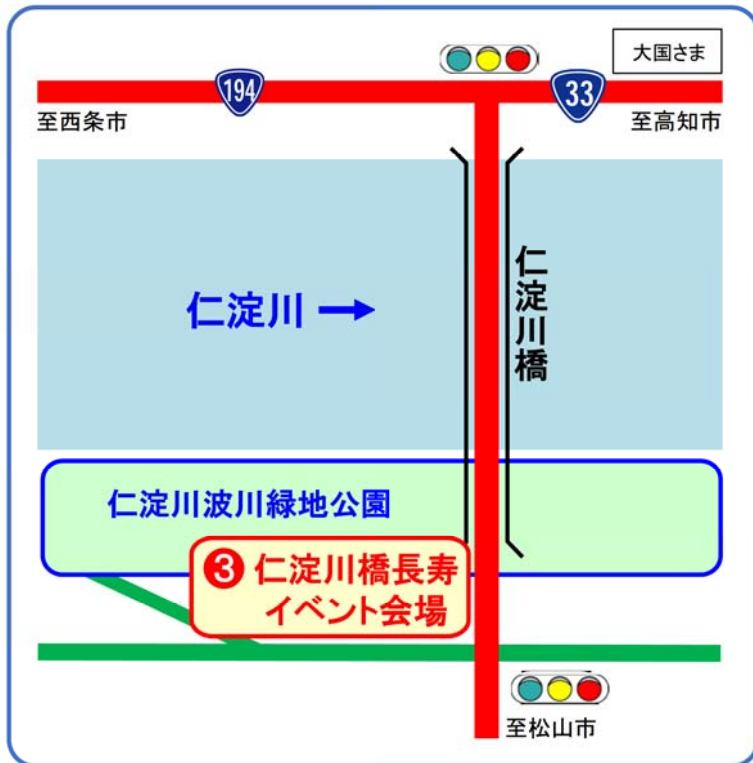 大国さま
194
33
至西条市
至高知市
仁淀川
仁淀川橋
仁淀川波川緑地公園
❸ 仁淀川橋長寿
イベント会場
至松山市